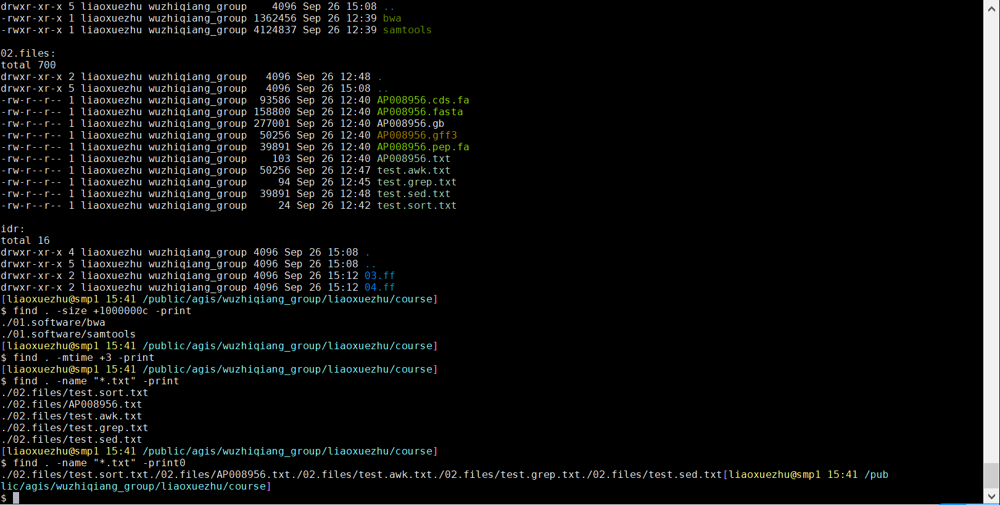 drwxr-xr-x 5 liaoxuezhu wuzhiqiang_group    4096 Sep 26 15:08 ..
-rwxr-xr-x 1 liaoxuezhu wuzhiqiang_group 1362456 Sep 26 12:39 bwa
-rwxr-xr-x 1 liaoxuezhu wuzhiqiang_group 4124837 Sep 26 12:39 samtools

02.files:
total 700
drwxr-xr-x 2 liaoxuezhu wuzhiqiang_group   4096 Sep 26 12:48 .
drwxr-xr-x 5 liaoxuezhu wuzhiqiang_group   4096 Sep 26 15:08 ..
-rw-r--r-- 1 liaoxuezhu wuzhiqiang_group  93586 Sep 26 12:40 AP008956.cds.fa
-rw-r--r-- 1 liaoxuezhu wuzhiqiang_group 158800 Sep 26 12:40 AP008956.fasta
-rw-r--r-- 1 liaoxuezhu wuzhiqiang_group 277001 Sep 26 12:40 AP008956.gb
-rw-r--r-- 1 liaoxuezhu wuzhiqiang_group  50256 Sep 26 12:40 AP008956.gff3
-rw-r--r-- 1 liaoxuezhu wuzhiqiang_group  39891 Sep 26 12:40 AP008956.pep.fa
-rw-r--r-- 1 liaoxuezhu wuzhiqiang_group    103 Sep 26 12:40 AP008956.txt
-rw-r--r-- 1 liaoxuezhu wuzhiqiang_group  50256 Sep 26 12:47 test.awk.txt
-rw-r--r-- 1 liaoxuezhu wuzhiqiang_group     94 Sep 26 12:45 test.grep.txt
-rw-r--r-- 1 liaoxuezhu wuzhiqiang_group  39891 Sep 26 12:48 test.sed.txt
-rw-r--r-- 1 liaoxuezhu wuzhiqiang_group     24 Sep 26 12:42 test.sort.txt

idr:
total 16
drwxr-xr-x 4 liaoxuezhu wuzhiqiang_group 4096 Sep 26 15:08 .
drwxr-xr-x 5 liaoxuezhu wuzhiqiang_group 4096 Sep 26 15:08 ..
drwxr-xr-x 2 liaoxuezhu wuzhiqiang_group 4096 Sep 26 15:12 03.ff
drwxr-xr-x 2 liaoxuezhu wuzhiqiang_group 4096 Sep 26 15:12 04.ff
[liaoxuezhu@smp1 15:41 /public/agis/wuzhiqiang_group/liaoxuezhu/course]
$ find . -size +1000000c -print
./01.software/bwa
./01.software/samtools
[liaoxuezhu@smp1 15:41 /public/agis/wuzhiqiang_group/liaoxuezhu/course]
$ find . -mtime +3 -print
[liaoxuezhu@smp1 15:41 /public/agis/wuzhiqiang_group/liaoxuezhu/course]
$ find . -name "*.txt" -print
./02.files/test.sort.txt
./02.files/AP008956.txt
./02.files/test.awk.txt
./02.files/test.grep.txt
./02.files/test.sed.txt
[liaoxuezhu@smp1 15:41 /public/agis/wuzhiqiang_group/liaoxuezhu/course]
$ find . -name "*.txt" -print0
./02.files/test.sort.txt./02.files/AP008956.txt./02.files/test.awk.txt./02.files/test.grep.txt./02.files/test.sed.txt[liaoxuezhu@smp1 15:41 /pub
lic/agis/wuzhiqiang_group/liaoxuezhu/course]
$